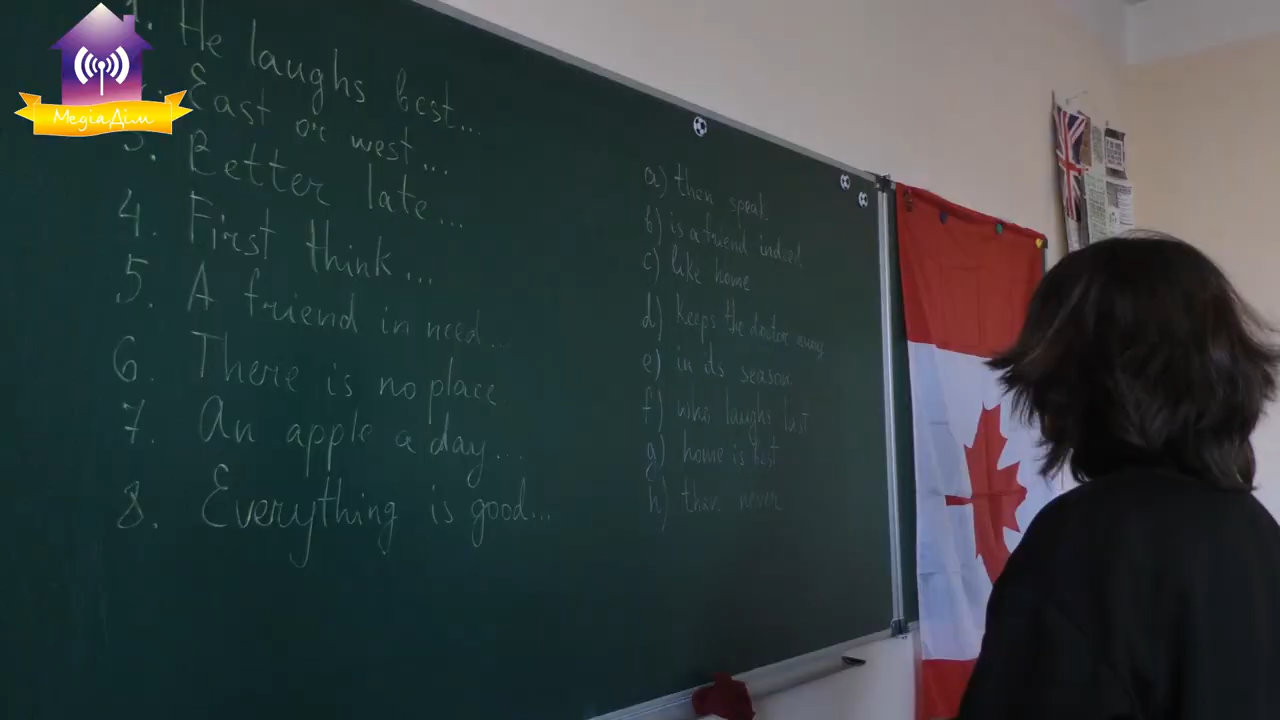 МедіаДім
1. He laughs best...
2. East or west...
3. Better late...
4. First think...
5. A friend in need...
6. There is no place
7. An apple a day...
8. Everything is good...
a) then speak
b) is a friend indeed
c) like home
d) keeps the doctor away
e) in its season
f) who laughs last
g) home is best
h) than never